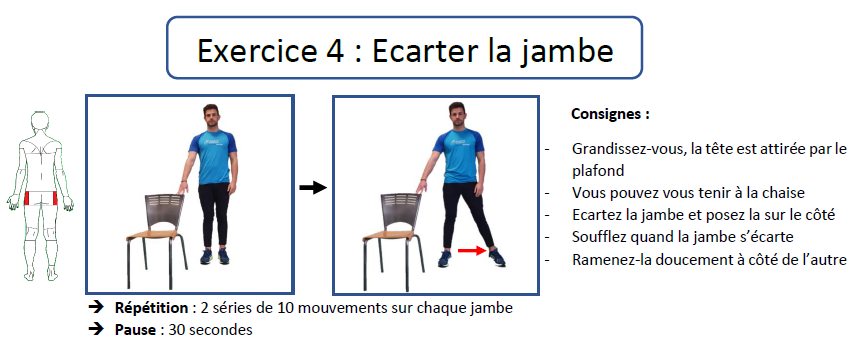 Exercice 4 : Ecarter la jambe
Consignes :
- Grandissez-vous, la tête est attirée par le
plafond
- Vous pouvez vous tenir à la chaise
- Ecartez la jambe et posez la sur le côté
- Soufflez quand la jambe s’écarte
- Ramenez-la doucement à côté de l’autre
➔ Répétition : 2 séries de 10 mouvements sur chaque jambe
➔ Pause : 30 secondes